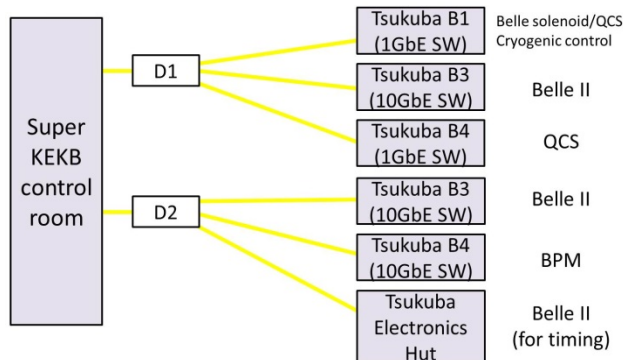 Super
KEKB
control
room
D1
D2
Tsukuba B1
(1GbE SW)
Belle solenoid/QCS
Cryogenic control
Tsukuba B3
(10GbE SW)
Belle II
Tsukuba B4
(1GbE SW)
QCS
Tsukuba B3
(10GbE SW)
Belle II
Tsukuba B4
(10GbE SW)
BPM
Tsukuba
Electronics
Hut
Belle II
(for timing)